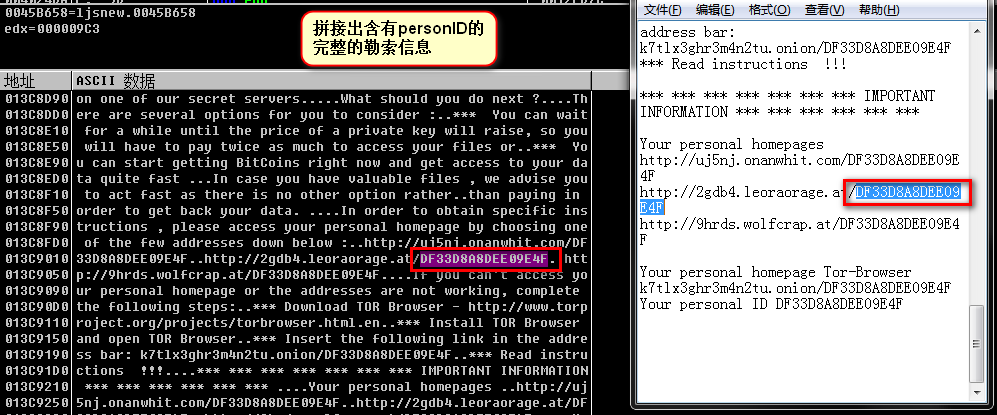 0045B658=ljsnew.0045B658
edx=000009C3
拼接出含有personID的
完整的勒索信息
地址 ASCII 数据
013C8D90 on one of our secret servers.....What should you do next ?....Th
013C8DD0 ere are several options for you to consider :..***  You can wait
013C8E10  for a while until the price of a private key will raise, so you
013C8E50  will have to pay twice as much to access your files or..***  Yo
013C8E90 u can start getting BitCoins right now and get access to your da
013C8ED0 ta quite fast ...In case you have valuable files , we advise you
013C8F10  to act fast as there is no other option rather..than paying in
013C8F50 order to get back your data. ....In order to obtain specific ins
013C8F90 tructions , please access your personal homepage by choosing one
013C8FD0  of the few addresses down below :..http://uj5nj.onanwhit.com/DF
013C9010 33D8A8DEE09E4F..http://2gdb4.leoraorage.at/DF33D8A8DEE09E4F..htt
013C9050 p://9hrds.wolfcrap.at/DF33D8A8DEE09E4F....If you can't access yo
013C9090 ur personal homepage or the addresses are not working, complete
013C90D0 the following steps:..*** Download TOR Browser - http://www.torp
013C9110 roject.org/projects/torbrowser.html.en..*** Install TOR Browser
013C9150 and open TOR Browser..*** Insert the following link in the addre
013C9190 ss bar: k7tlx3ghr3m4n2tu.onion/DF33D8A8DEE09E4F..*** Read instru
013C91D0 ctions  !!!....*** *** *** *** *** *** *** IMPORTANT INFORMATION
013C9210  *** *** *** *** *** *** ....Your personal homepages ..http://uj
013C9250 5nj.onanwhit.com/DF33D8A8DEE09E4F..http://2gdb4.leoraorage.at/DF
文件(F) 编辑(E) 格式(O) 查看(V) 帮助(H)
address bar:
k7tlx3ghr3m4n2tu.onion/DF33D8A8DEE09E4F
*** Read instructions  !!!
*** *** *** *** *** *** *** IMPORTANT
INFORMATION *** *** *** *** *** ***
Your personal homepages
http://uj5nj.onanwhit.com/DF33D8A8DEE09E
4F
http://2gdb4.leoraorage.at/DF33D8A8DEE09
E4F
http://9hrds.wolfcrap.at/DF33D8A8DEE09E4
F
Your personal homepage Tor-Browser
k7tlx3ghr3m4n2tu.onion/DF33D8A8DEE09E4F
Your personal ID DF33D8A8DEE09E4F